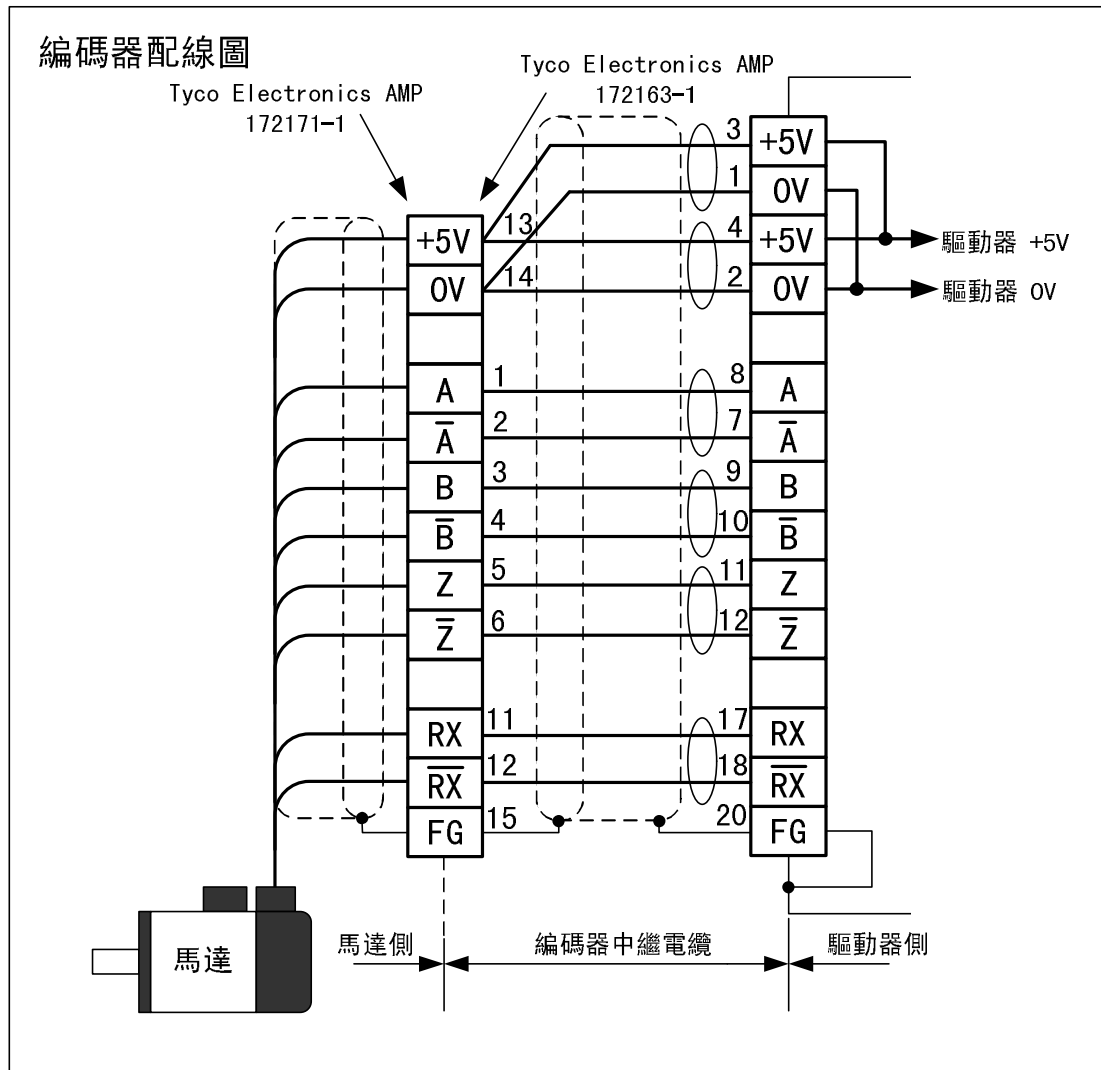 編碼器配線圖
Tyco Electronics AMP
172171-1
Tyco Electronics AMP
172163-1
+5V 13 3 +5V
0V 14 1 0V
4 +5V 驅動器 +5V
2 0V 驅動器 0V
A 1 8 A
A̅ 2 7 A̅
B 3 9 B
B̅ 4 10 B̅
Z 5 11 Z
Z̅ 6 12 Z̅
RX 11 17 RX
R̅X̅ 12 18 R̅X̅
FG 15 20 FG
馬達
馬達側 編碼器中繼電纜 驅動器側